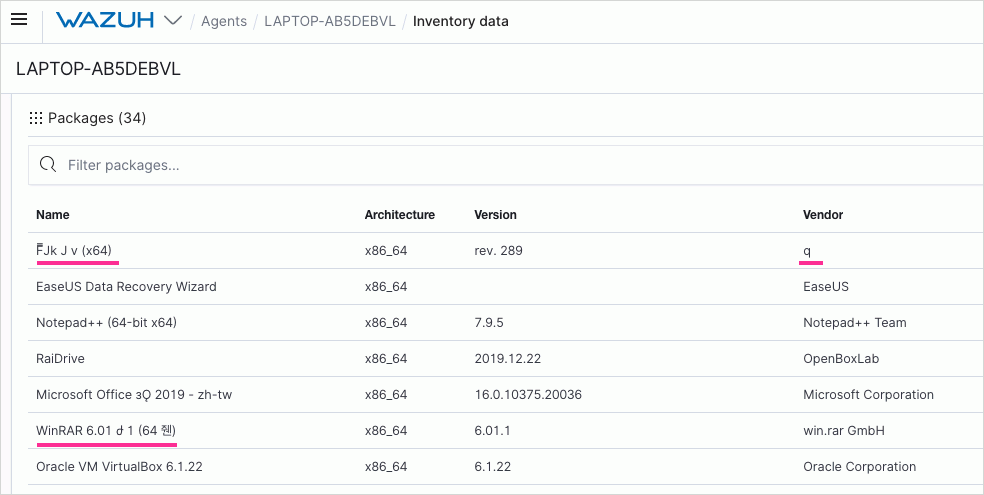 WAZUH / Agents / LAPTOP-AB5DEBVL / Inventory data
LAPTOP-AB5DEBVL
Packages (34)
Filter packages...
Name Architecture Version Vendor
Jk J v (x64) x86_64 rev. 289 q
EaseUS Data Recovery Wizard x86_64 EaseUS
Notepad++ (64-bit x64) x86_64 7.9.5 Notepad++ Team
RaiDrive x86_64 2019.12.22 OpenBoxLab
Microsoft Office 2019 - zh-tw x86_64 16.0.10375.20036 Microsoft Corporation
WinRAR 6.01 1 (64 줸) x86_64 6.01.1 win.rar GmbH
Oracle VM VirtualBox 6.1.22 x86_64 6.1.22 Oracle Corporation